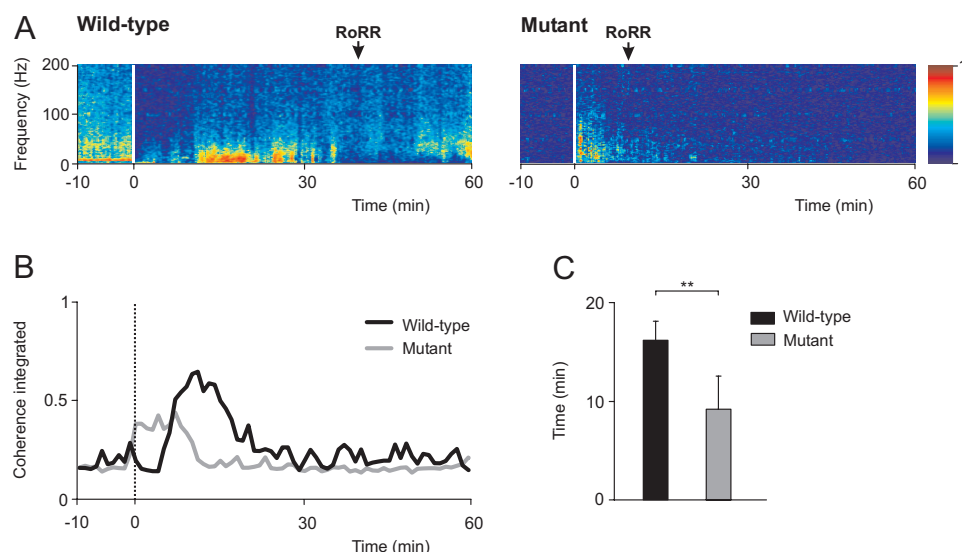 A
Wild-type
RoRR
Mutant
RoRR
Frequency (Hz)
200
100
0
-10 0 30 60
Time (min)
-10 0 30 60
Time (min)
B
Coherence integrated
1
0.5
0
Wild-type
Mutant
-10 0 30 60
Time (min)
C
Time (min)
20
10
0
**
Wild-type
Mutant